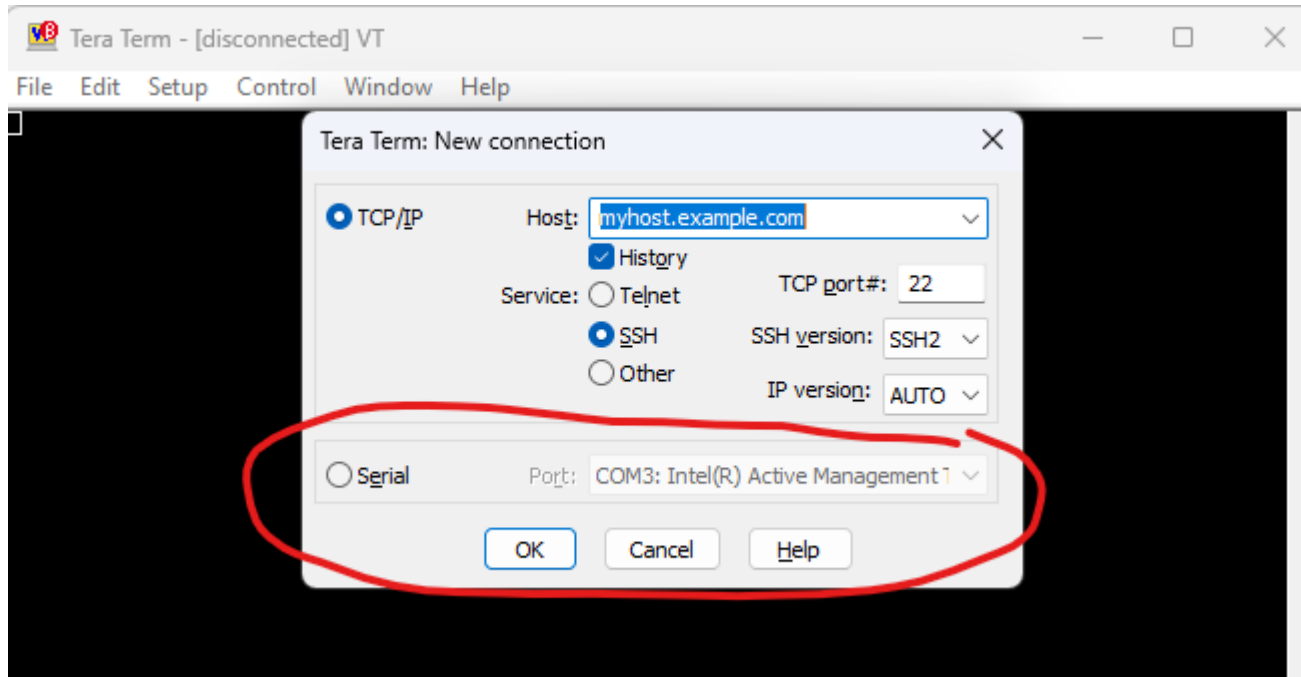 Tera Term - [disconnected] VT
File Edit Setup Control Window Help
Tera Term: New connection
TCP/IP Host: myhost.example.com
History
Service: Telnet TCP port#: 22
SSH SSH version: SSH2
Other IP version: AUTO
Serial Port: COM3: Intel(R) Active Management T
OK Cancel Help